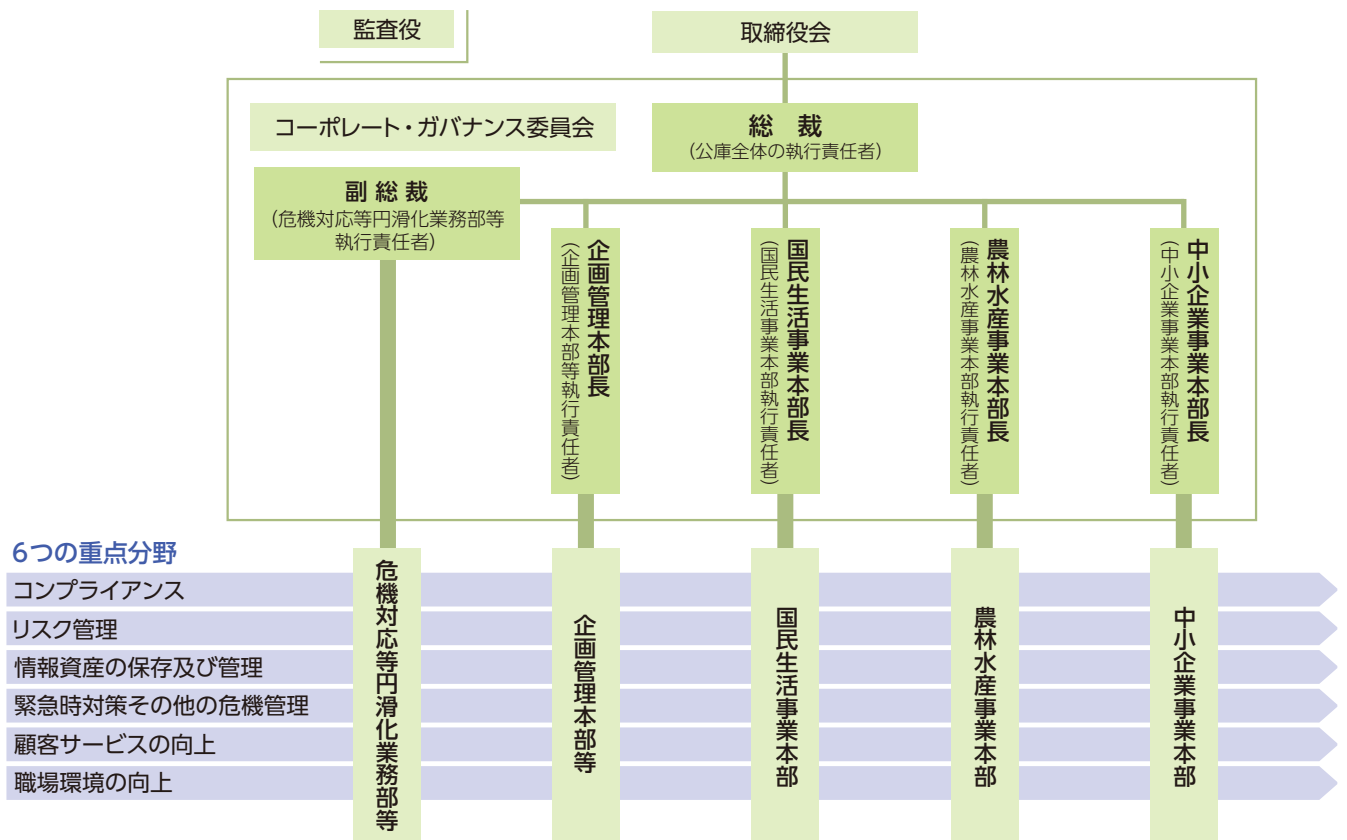 監査役
取締役会
コーポレート・ガバナンス委員会
総　裁
（公庫全体の執行責任者）
副 総 裁
（危機対応等円滑化業務部等
執行責任者）
企画管理本部長
（企画管理本部等執行責任者）
国民生活事業本部長
（国民生活事業本部執行責任者）
農林水産事業本部長
（農林水産事業本部執行責任者）
中小企業事業本部長
（中小企業事業本部執行責任者）
6つの重点分野
コンプライアンス
リスク管理
情報資産の保存及び管理
緊急時対策その他の危機管理
顧客サービスの向上
職場環境の向上
危機対応等円滑化業務部等
企画管理本部等
国民生活事業本部
農林水産事業本部
中小企業事業本部